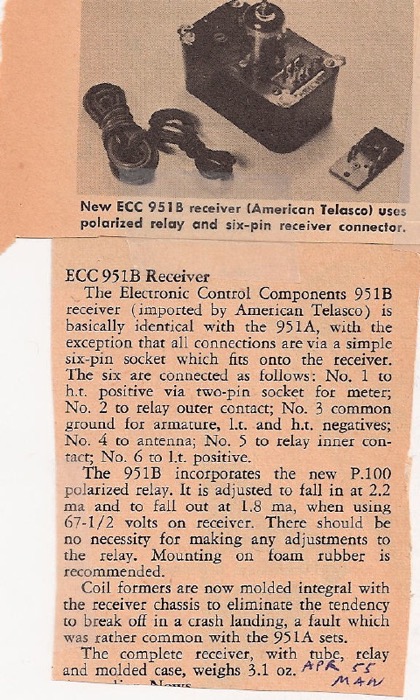 New ECC 951B receiver (American Telasco) uses
polarized relay and six-pin receiver connector.
ECC 951B Receiver
The Electronic Control Components 951B
receiver (imported by American Telasco) is
basically identical with the 951A, with the
exception that all connections are via a simple
six-pin socket which fits onto the receiver.
The six are connected as follows: No. 1 to
h.t. positive via two-pin socket for meter;
No. 2 to relay outer contact; No. 3 common
ground for armature, l.t. and h.t. negatives;
No. 4 to antenna; No. 5 to relay inner con-
tact; No. 6 to l.t. positive.
The 951B incorporates the new P.100
polarized relay. It is adjusted to fall in at 2.2
ma and to fall out at 1.8 ma, when using
67-1/2 volts on receiver. There should be
no necessity for making any adjustments to
the relay. Mounting on foam rubber is
recommended.
Coil formers are now molded integral with
the receiver chassis to eliminate the tendency
to break off in a crash landing, a fault which
was rather common with the 951A sets.
The complete receiver, with tube, relay
and molded case, weighs 3.1 oz. APR 55
MAN
News